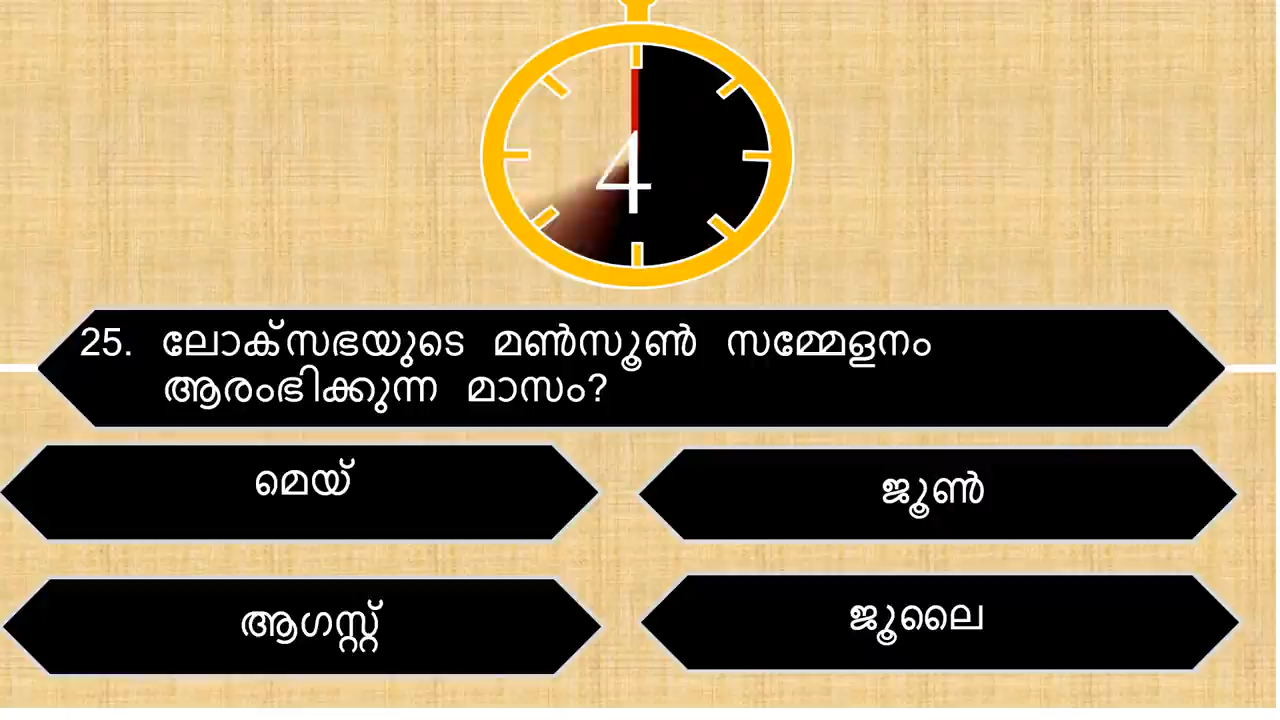 4
25. ലോക്സഭയുടെ മൺസൂൺ സമ്മേളനം
ആരംഭിക്കുന്ന മാസം?
മെയ്
ജൂൺ
ആഗസ്റ്റ്
ജൂലൈ